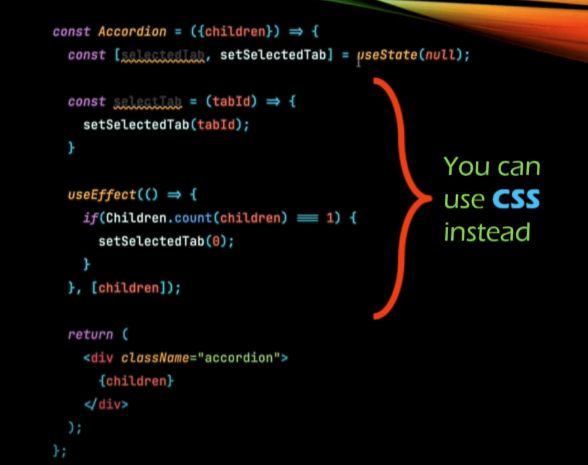 const Accordion = ({children}) ⇒ {
const [selectedTab, setSelectedTab] = useState(null);
const selectTab = (tabId) ⇒ {
setSelectedTab(tabId);
}
useEffect(() ⇒ {
if(Children.count(children) ≡ 1) {
setSelectedTab(0);
}
}, [children]);
return (
<div className="accordion">
{children}
</div>
);
};
You can
use CSS
instead